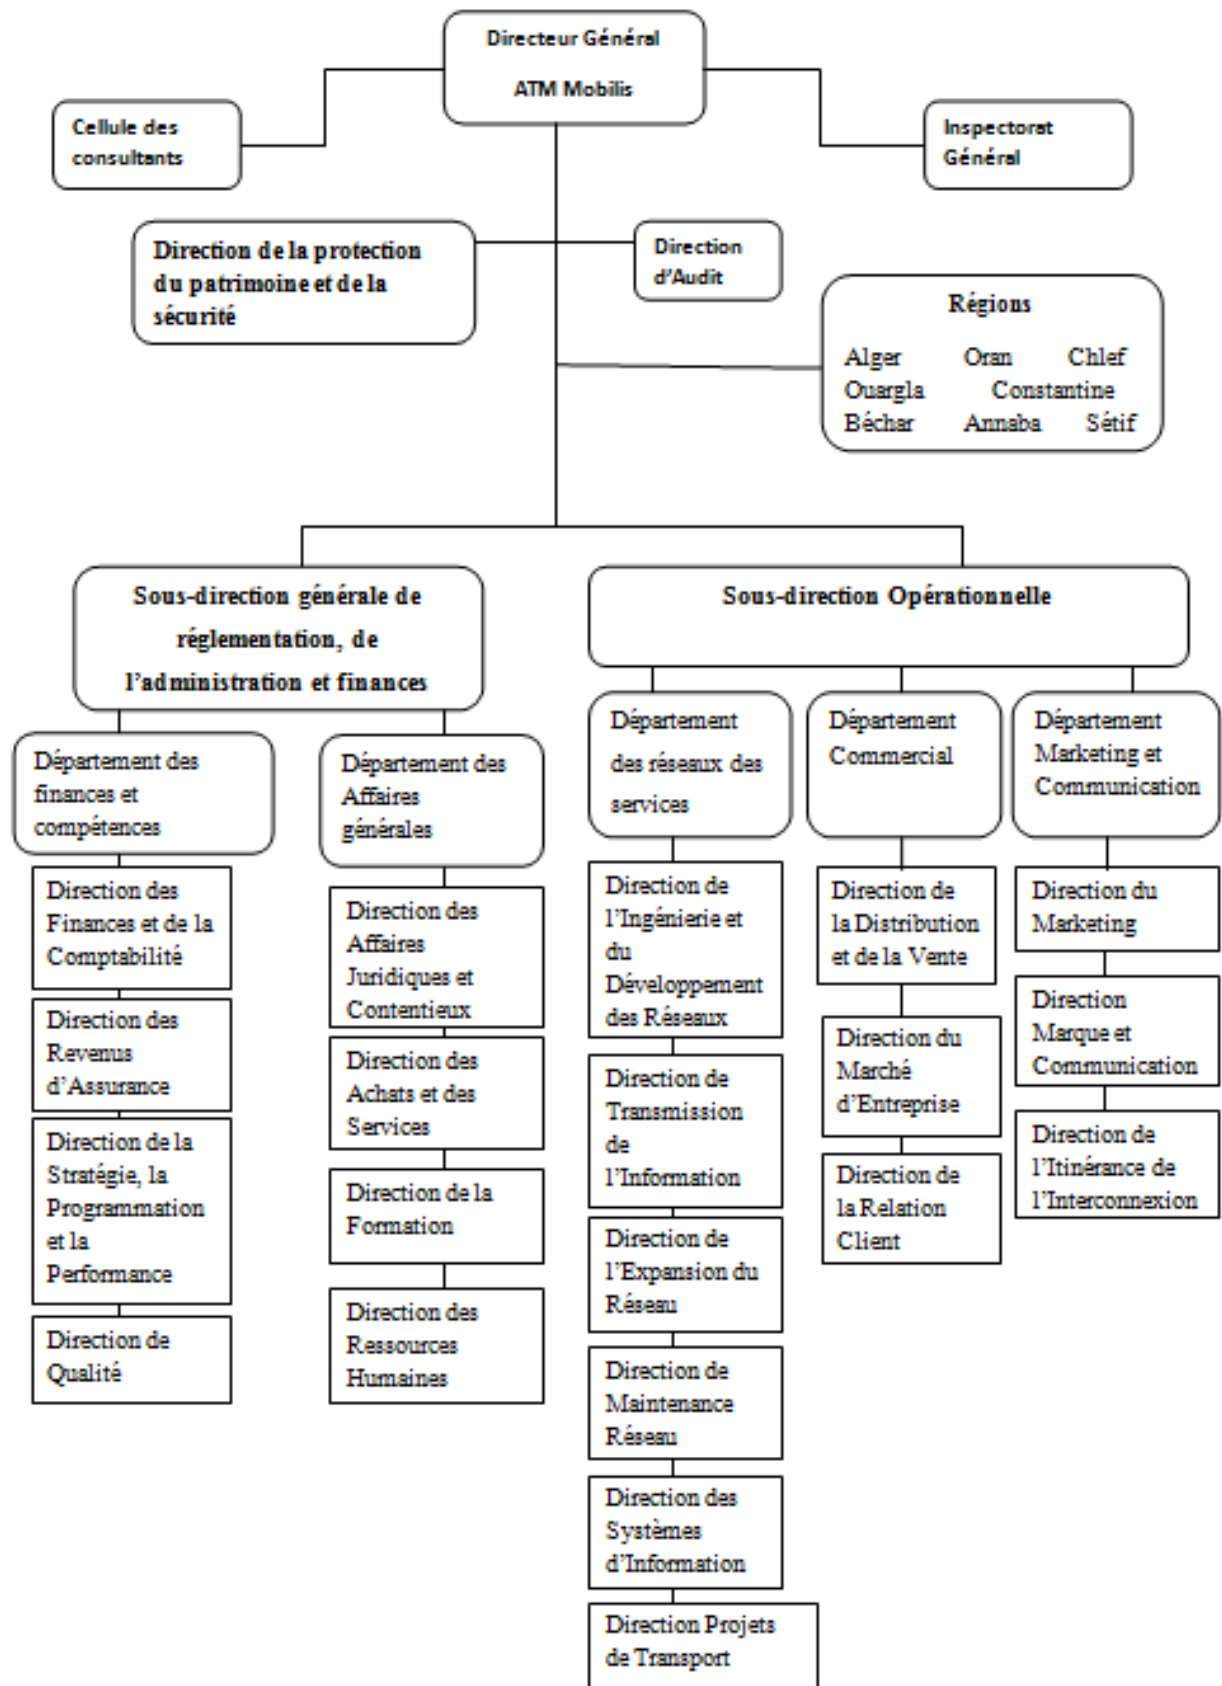 Directeur Général
ATM Mobilis
Cellule des
consultants
Inspectorat
Général
Direction de la protection
du patrimoine et de la
sécurité
Direction
d'Audit
Régions
Alger Oran Chlef
Ouargla Constantine
Béchar Annaba Sétif
Sous-direction générale de
réglementation, de
l'administration et finances
Sous-direction Opérationnelle
Département des
finances et
compétences
Direction des
Finances et de la
Comptabilité
Direction des
Revenus
d'Assurance
Direction de la
Stratégie, la
Programmation
et la
Performance
Direction de
Qualité
Département des
Affaires
générales
Direction des
Affaires
Juridiques et
Contentieux
Direction des
Achats et des
Services
Direction de la
Formation
Direction des
Ressources
Humaines
Département
des réseaux des
services
Direction de
l'Ingénierie et
du
Développement
des Réseaux
Direction de
Transmission
de
l'Information
Direction de
l'Expansion du
Réseau
Direction de
Maintenance
Réseau
Direction des
Systèmes
d'Information
Direction Projets
de Transport
Département
Commercial
Direction de
la Distribution
et de la Vente
Direction du
Marché
d'Entreprise
Direction de
la Relation
Client
Département
Marketing et
Communication
Direction du
Marketing
Direction
Marque et
Communication
Direction de
l'Itinérance de
l'Interconnexion